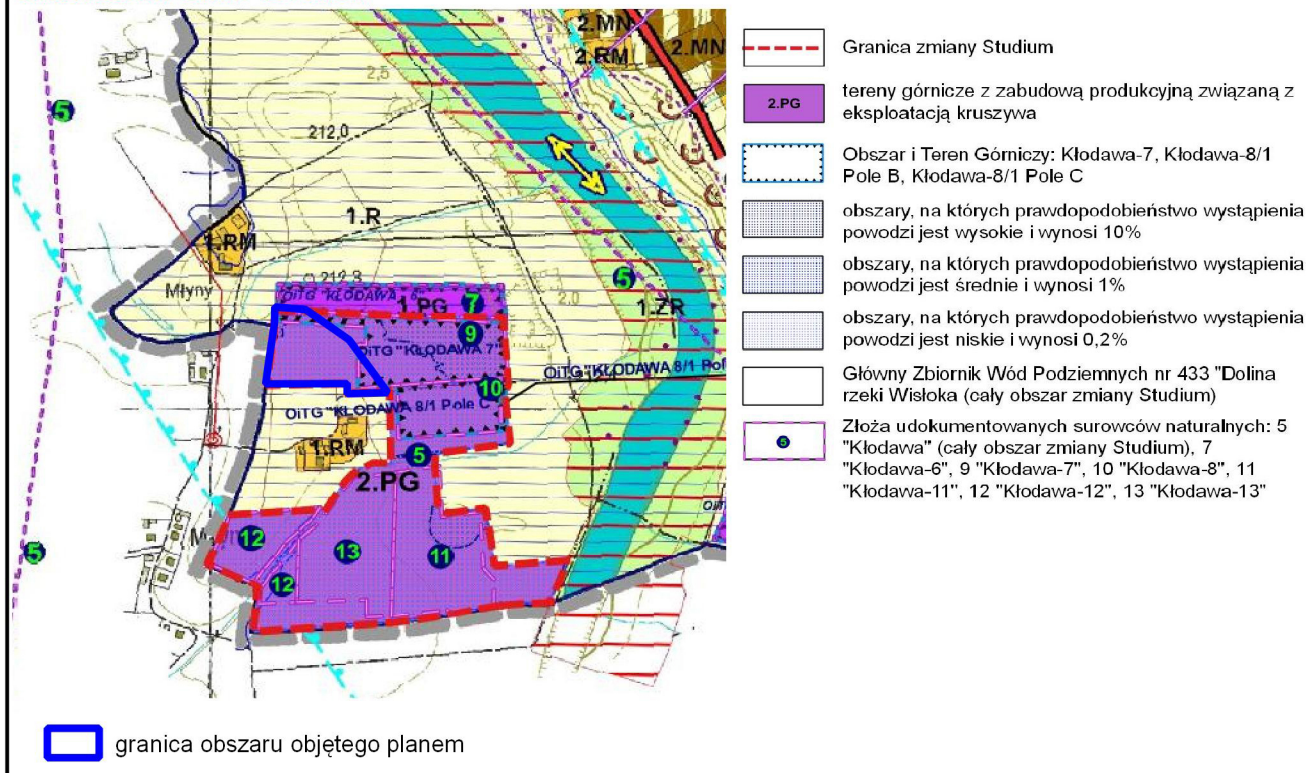 2.MN
2.RM
2.MN
2,5
5
212,0
1.R
1.RM
Młyny
212,3
OiTG "KŁODAWA 6"
1.PG
7
5
2.0
1.ZR
9
OiTG "KŁODAWA 7"
10
OiTG "KŁODAWA 8/1 Pol
OiTG "KŁODAWA 8/1 Pole C"
1.RM
5
2.PG
12
13
11
5
12
Granica zmiany Studium
2.PG
tereny górnicze z zabudową produkcyjną związaną z
eksploatacją kruszywa
Obszar i Teren Górniczy: Kłodawa-7, Kłodawa-8/1
Pole B, Kłodawa-8/1 Pole C
obszary, na których prawdopodobieństwo wystąpienia
powodzi jest wysokie i wynosi 10%
obszary, na których prawdopodobieństwo wystąpienia
powodzi jest średnie i wynosi 1%
obszary, na których prawdopodobieństwo wystąpienia
powodzi jest niskie i wynosi 0,2%
Główny Zbiornik Wód Podziemnych nr 433 "Dolina
rzeki Wisłoka (cały obszar zmiany Studium)
5
Złoża udokumentowanych surowców naturalnych: 5
"Kłodawa" (cały obszar zmiany Studium), 7
"Kłodawa-6", 9 "Kłodawa-7", 10 "Kłodawa-8", 11
"Kłodawa-11", 12 "Kłodawa-12", 13 "Kłodawa-13"
granica obszaru objętego planem